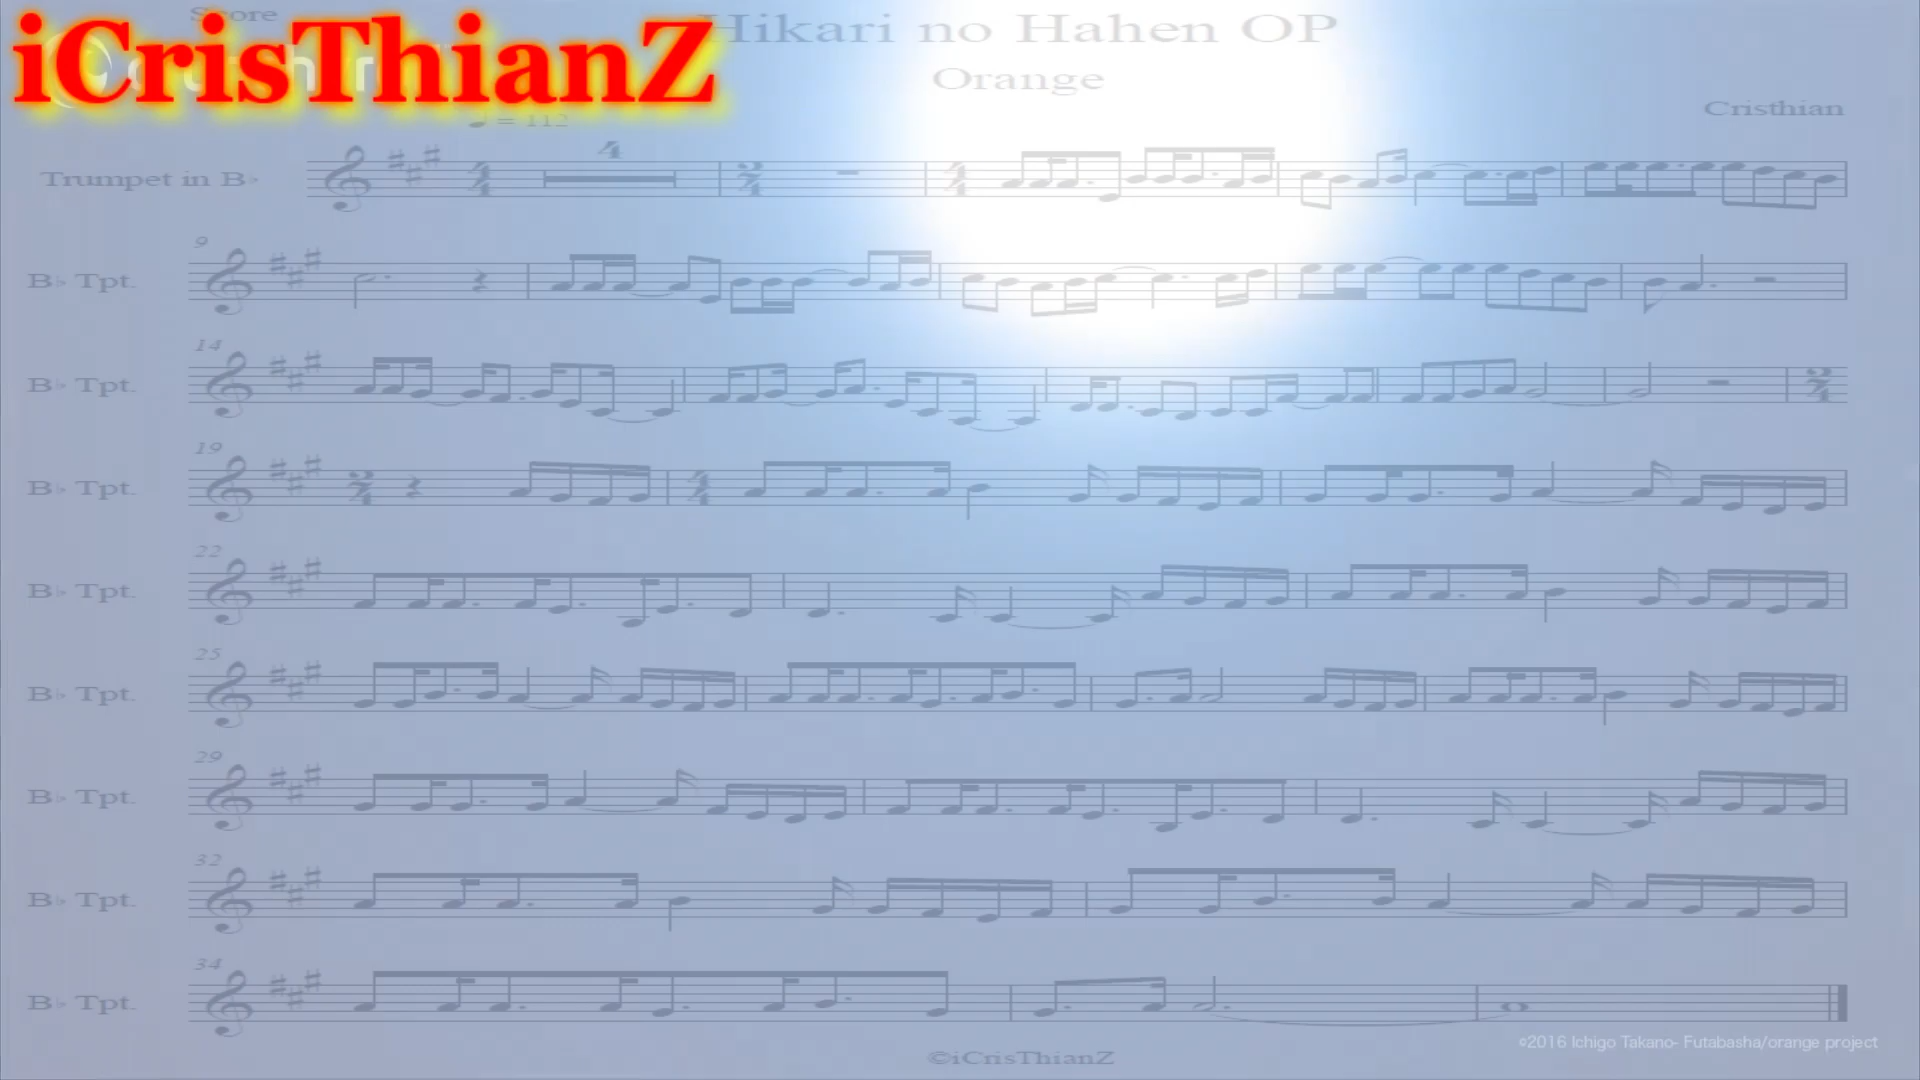 Score
iCrisThianZ
Hikari no Hahen OP
Orange
Cristhian
= 112
Trumpet in B♭
4
9
B♭ Tpt.
14
B♭ Tpt.
19
B♭ Tpt.
22
B♭ Tpt.
25
B♭ Tpt.
29
B♭ Tpt.
32
B♭ Tpt.
34
B♭ Tpt.
©2016 Ichigo Takano- Futabasha/orange project
©iCrisThianZ